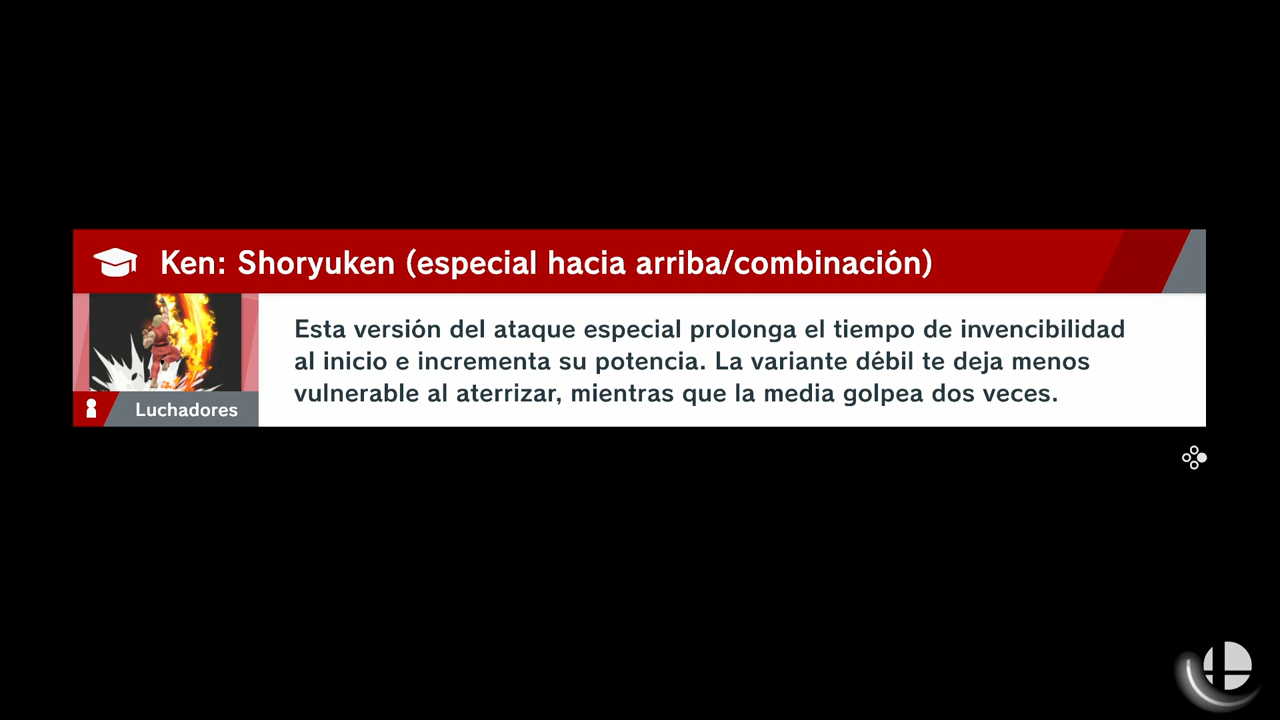 Ken: Shoryuken (especial hacia arriba/combinación)
Esta versión del ataque especial prolonga el tiempo de invencibilidad
al inicio e incrementa su potencia. La variante débil te deja menos
vulnerable al aterrizar, mientras que la media golpea dos veces.
Luchadores